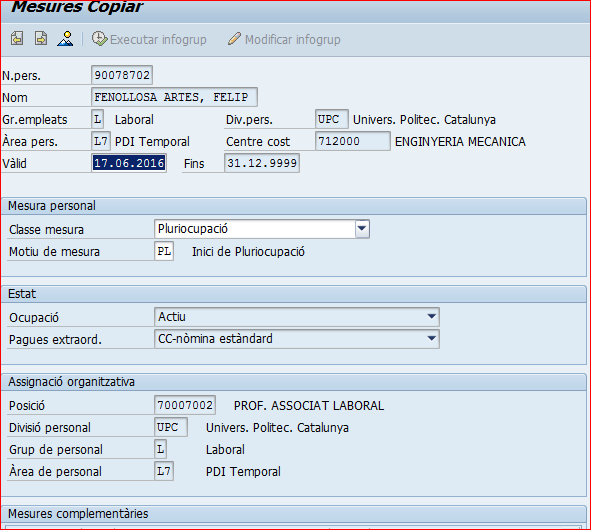 Mesures Copiar
Executar infogrup Modificar infogrup
N.pers. 90078702
Nom FENOLLOSA ARTES, FELIP
Gr.empleats L Laboral Div.pers. UPC Univers. Politec. Catalunya
Àrea pers. L7 PDI Temporal Centre cost 712000 ENGINYERIA MECANICA
Vàlid 17.06.2016 Fins 31.12.9999
Mesura personal
Classe mesura Pluriocupació
Motiu de mesura PL Inici de Pluriocupació
Estat
Ocupació Actiu
Pagues extraord. CC-nòmina estàndard
Assignació organitzativa
Posició 70007002 PROF. ASSOCIAT LABORAL
Divisió personal UPC Univers. Politec. Catalunya
Grup de personal L Laboral
Àrea de personal L7 PDI Temporal
Mesures complementàries